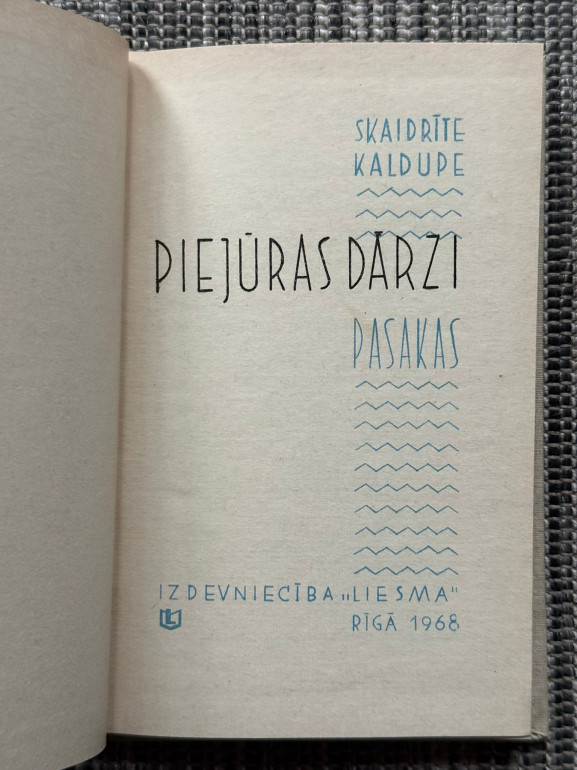 SKAIDRĪTE
KALDUPE
PIEJŪRAS DĀRZI
PASAKAS
IZDEVNIECĪBA „LIESMA"
RĪGĀ 1968